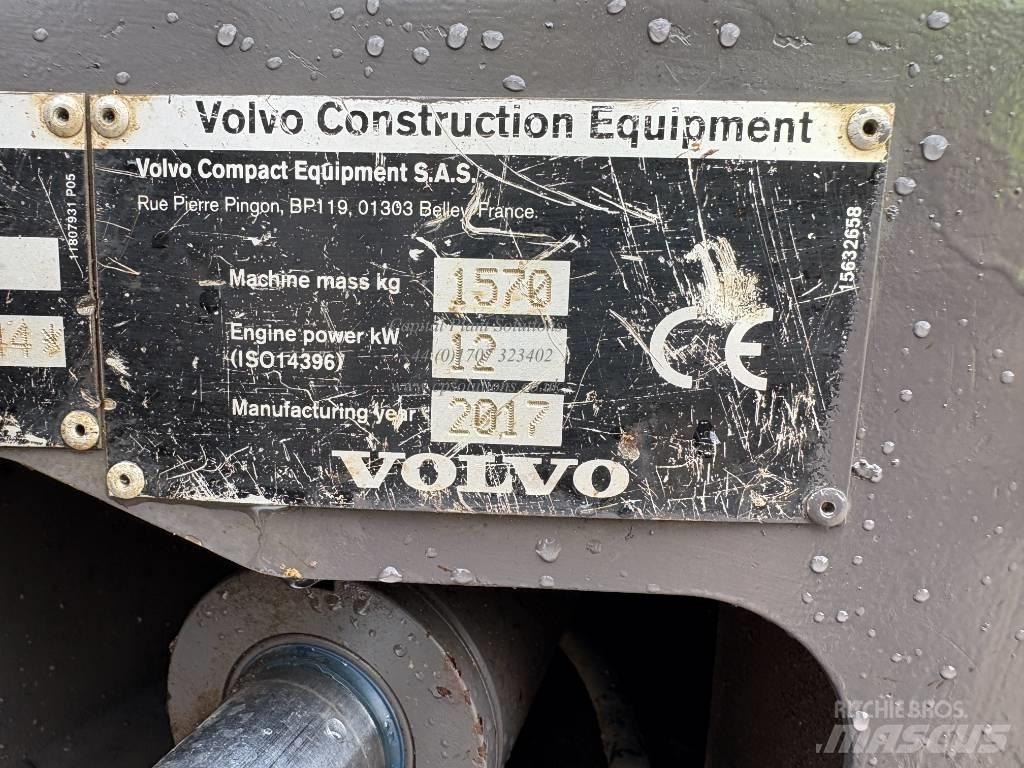 Volvo Construction Equipment
Volvo Compact Equipment S.A.S.
Rue Pierre Pingon, BP119, 01303 Belley, France.
11807931 P05
15632658
Machine mass kg 1570
Engine power kW 12
(ISO14396)
Manufacturing year 2017
CE
VOLVO
323402
RITCHIE BROS.
MASCUS